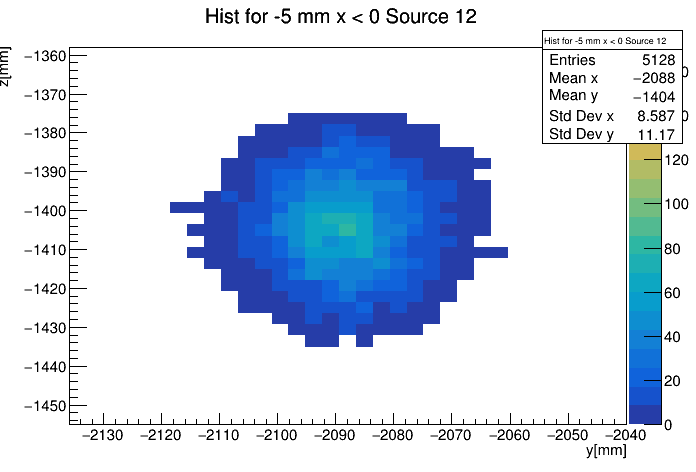 Hist for -5 mm x < 0 Source 12
Hist for -5 mm x < 0 Source 12
Entries 5128
Mean x −2088
Mean y −1404
Std Dev x 8.587
Std Dev y 11.17
z[mm]
−1360
−1370
−1380
−1390
−1400
−1410
−1420
−1430
−1440
−1450
120
100
80
60
40
20
0
−2130 −2120 −2110 −2100 −2090 −2080 −2070 −2060 −2050 −2040
y[mm]